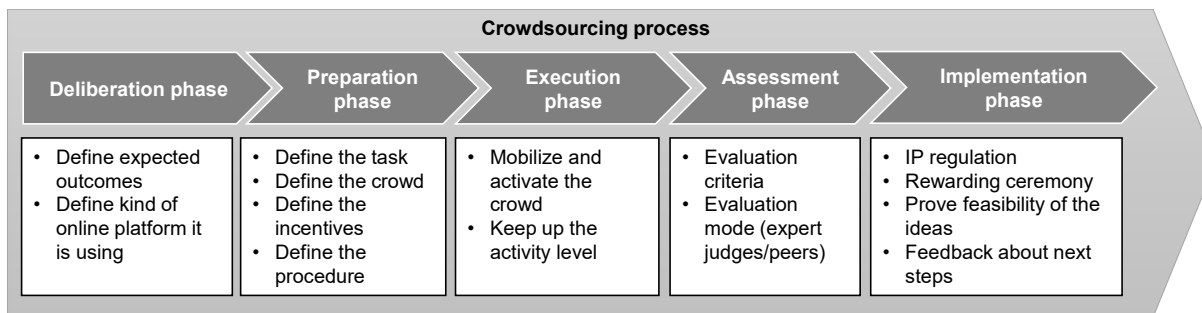 Crowdsourcing process
Deliberation phase
Preparation
phase
Execution
phase
Assessment
phase
Implementation
phase
• Define expected
outcomes
• Define kind of
online platform it
is using
• Define the task
• Define the crowd
• Define the
incentives
• Define the
procedure
• Mobilize and
activate the
crowd
• Keep up the
activity level
• Evaluation
criteria
• Evaluation
mode (expert
judges/peers)
• IP regulation
• Rewarding ceremony
• Prove feasibility of the
ideas
• Feedback about next
steps